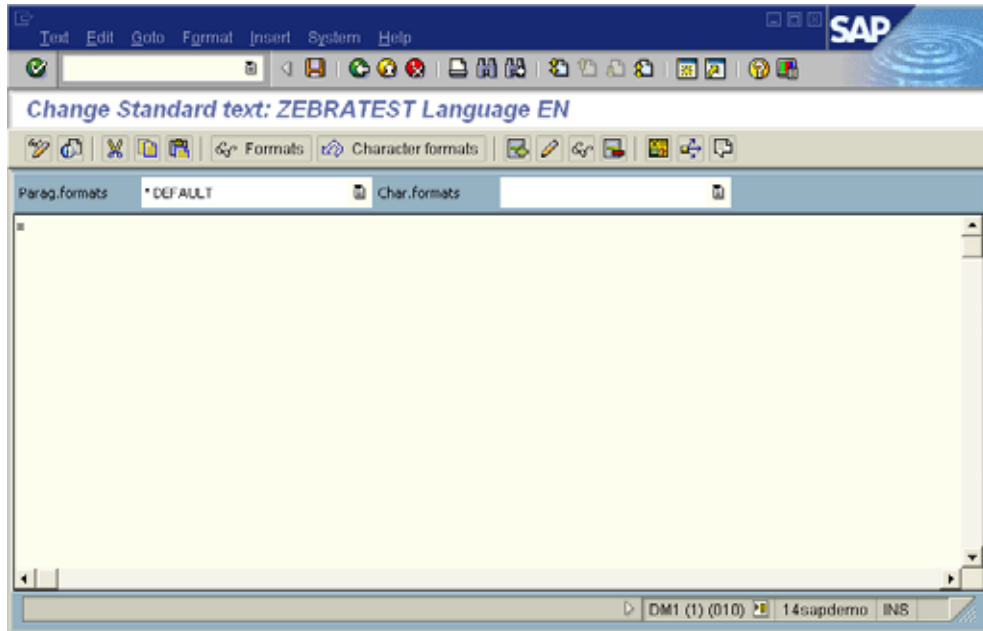 Text Edit Goto Format Insert System Help
SAP
Change Standard text: ZEBRATEST Language EN
Formats Character formats
Parag.formats * DEFAULT Char.formats
DM1 (1) (010) 14sapdemo INS